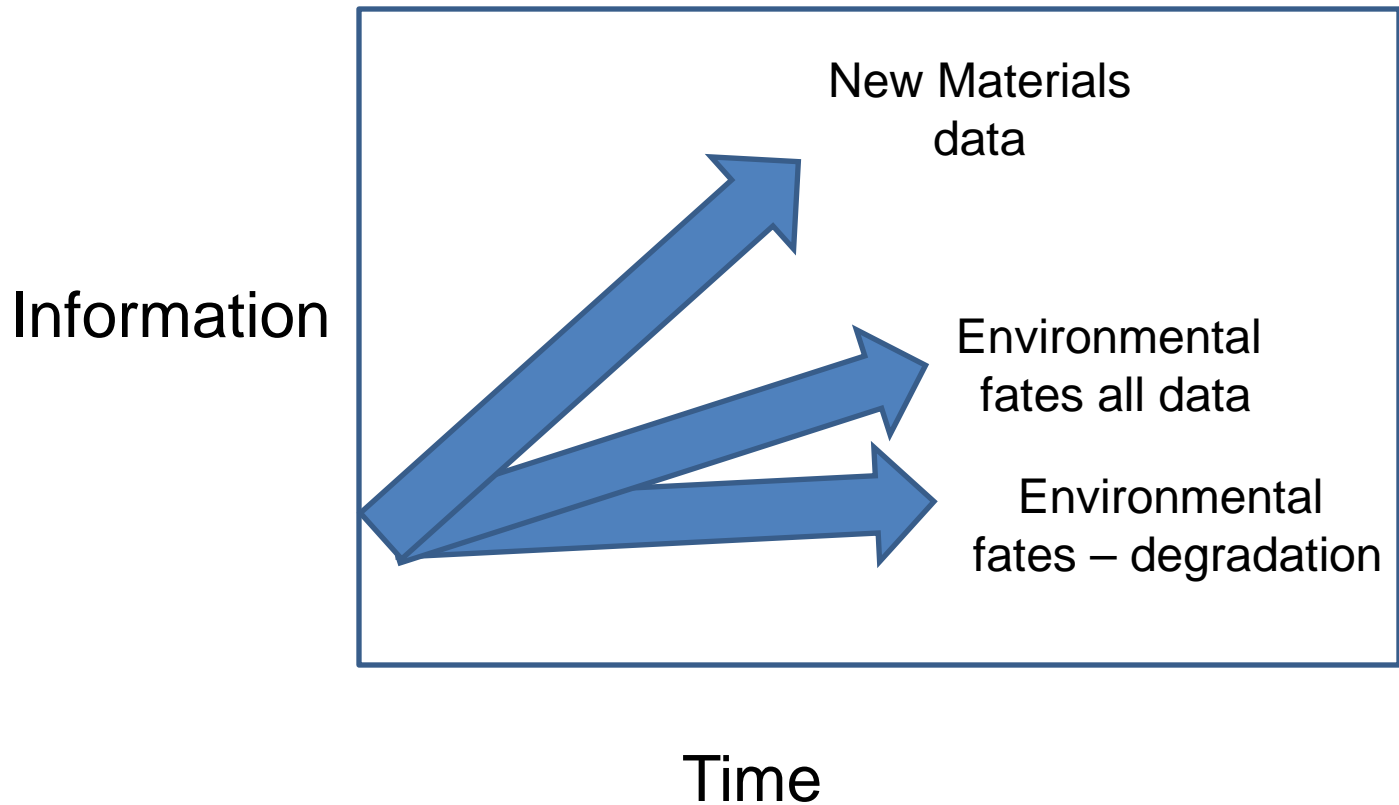 New Materials
data
Information
Environmental
fates all data
Environmental
fates – degradation
Time